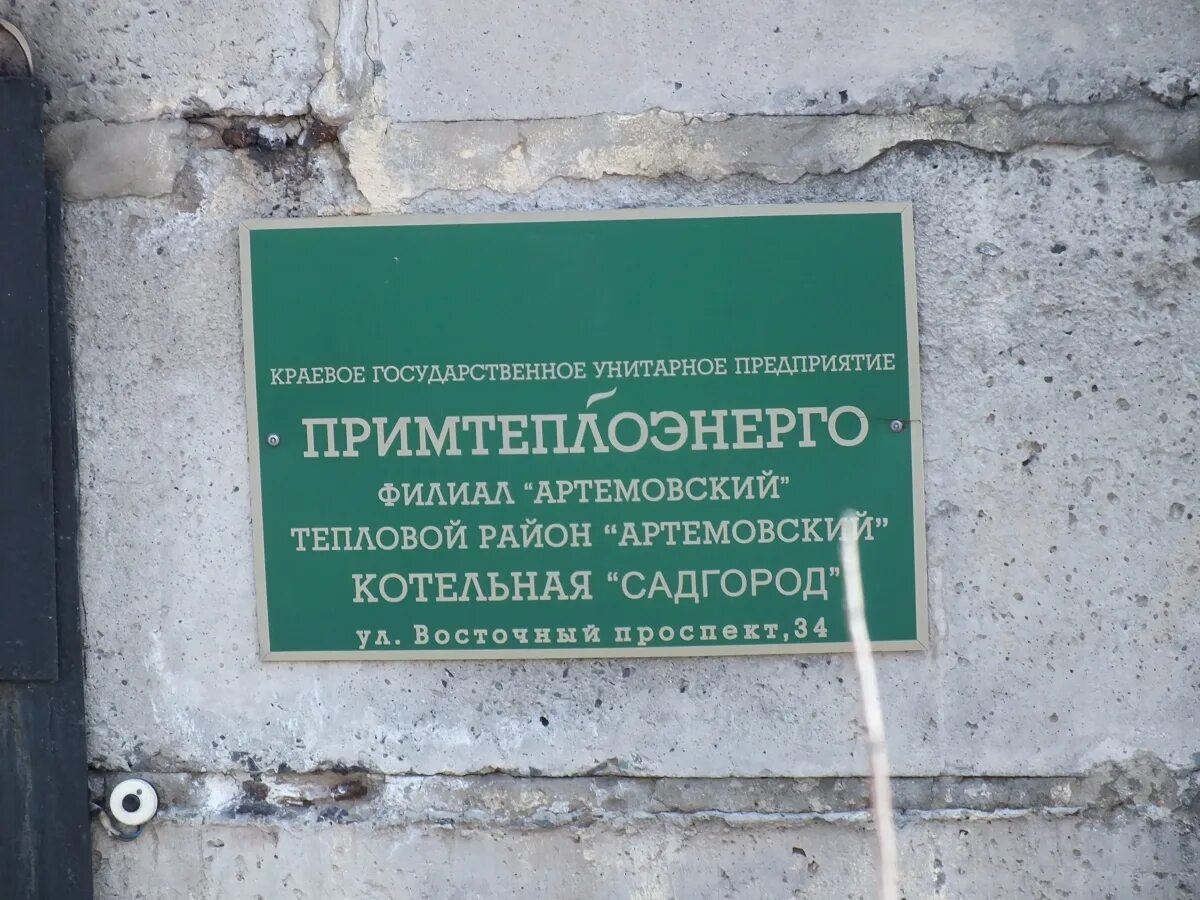 КРАЕВОЕ ГОСУДАРСТВЕННОЕ УНИТАРНОЕ ПРЕДПРИЯТИЕ
ПРИМТЕПЛОЭНЕРГО
ФИЛИАЛ "АРТЕМОВСКИЙ"
ТЕПЛОВОЙ РАЙОН "АРТЕМОВСКИЙ"
КОТЕЛЬНАЯ "САДГОРОД"
ул. Восточный проспект,34